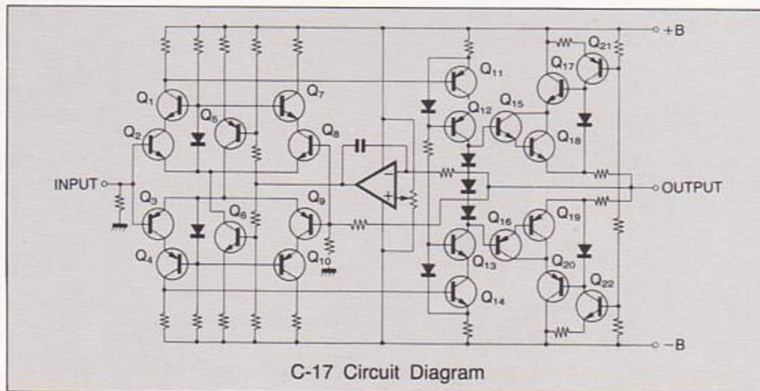 +B
Q21
Q17
Q11
Q7
Q1
Q12
Q15
Q5
Q2
Q8
Q18
INPUT
−
+
OUTPUT
Q3
Q9
Q19
Q6
Q16
Q4
Q10
Q13
Q20
Q22
Q14
−B
C-17 Circuit Diagram